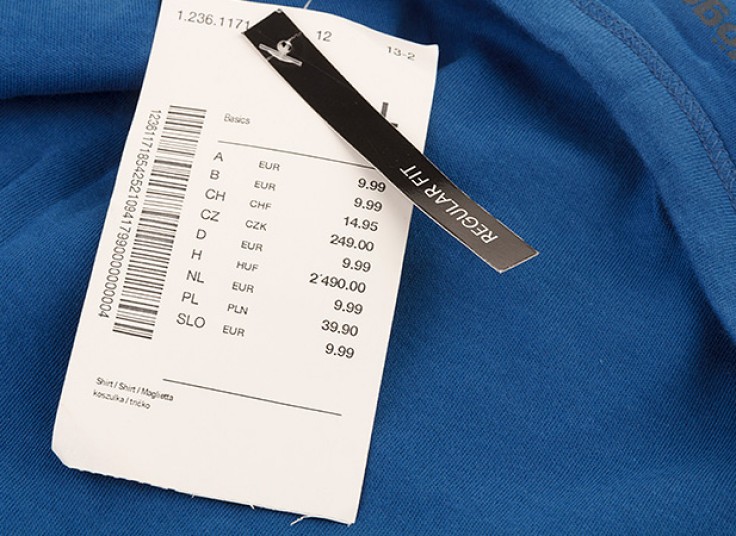 1.236.1171
12
13-2
Basics
A EUR 9.99
B EUR 9.99
CH CHF 14.95
CZ CZK 249.00
D EUR 9.99
H HUF 2'490.00
NL EUR 9.99
PL PLN 39.90
SLO EUR 9.99
Shirt / Shirt / Maglietta
koszulka / tričko
REGULAR FIT